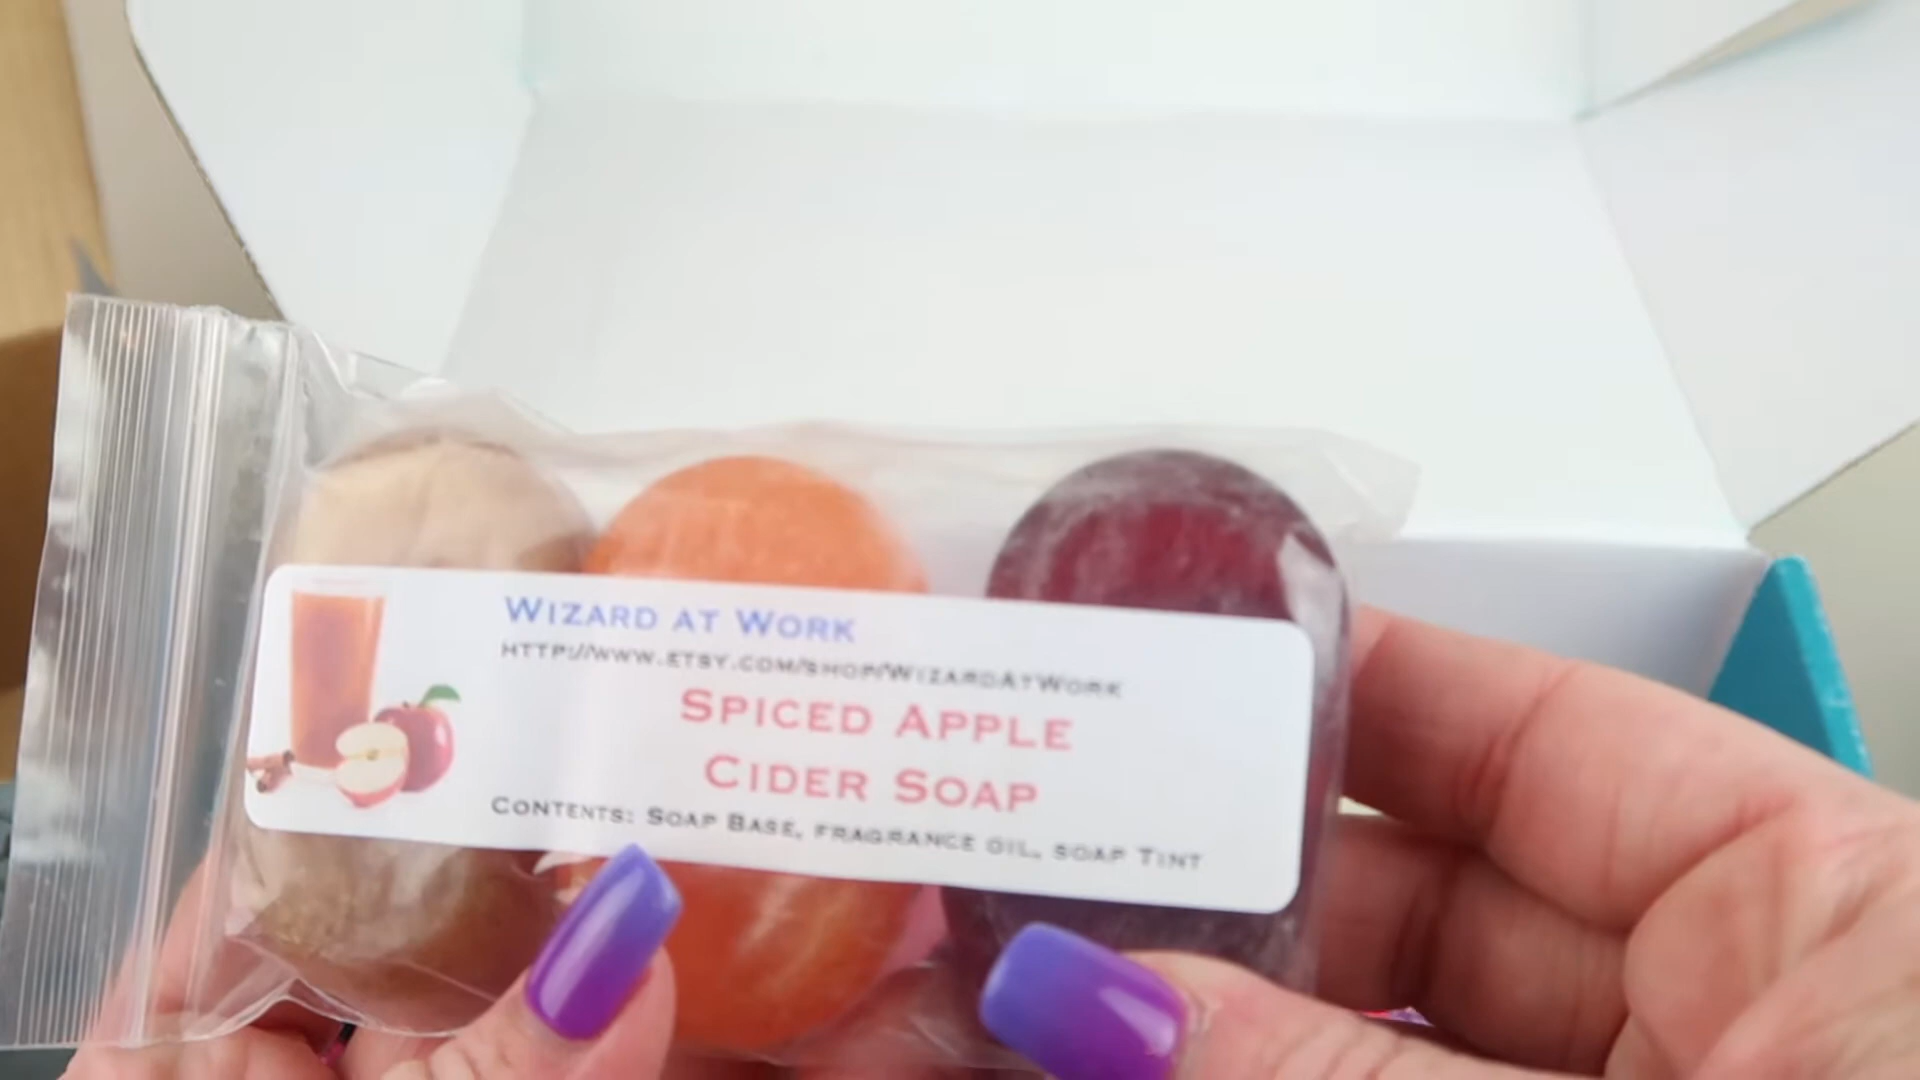 WIZARD AT WORK
HTTP://WWW.ETSY.COM/SHOP/WIZARDATWORK
SPICED APPLE
CIDER SOAP
CONTENTS: SOAP BASE, FRAGRANCE OIL, SOAP TINT